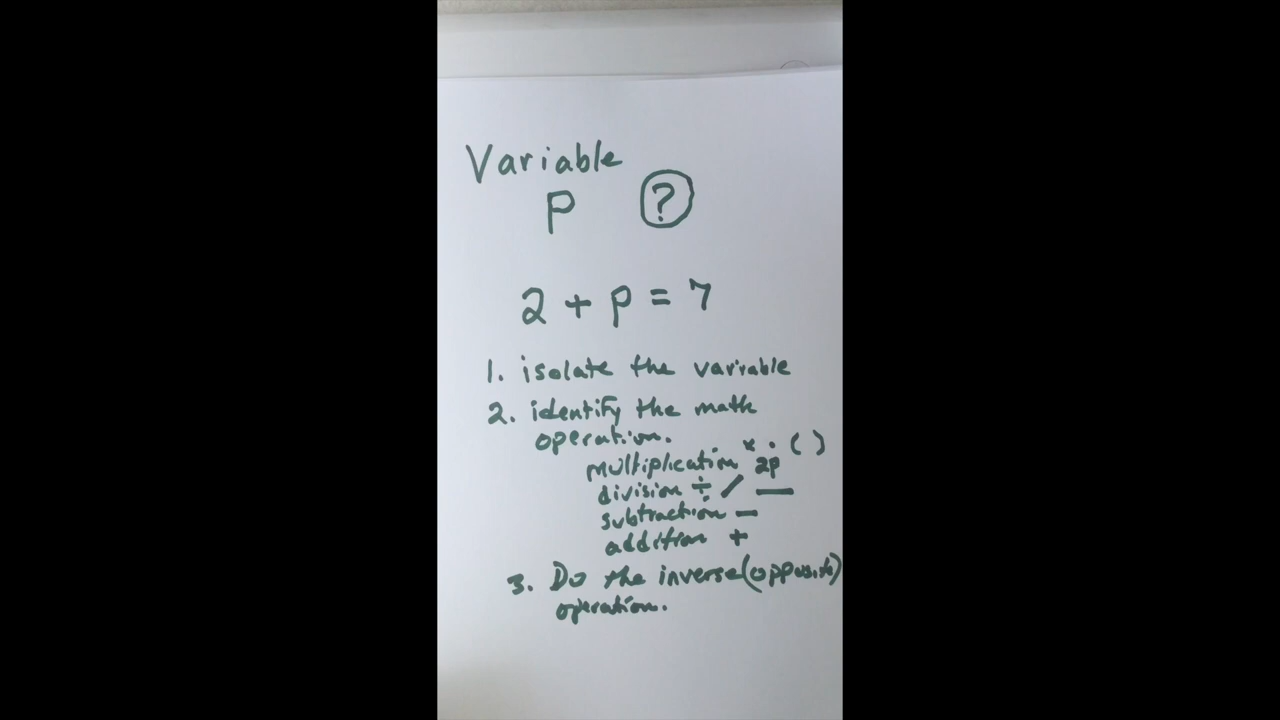 Variable
p ?
2 + p = 7
1. isolate the variable
2. identify the math
operation. × · ( )
multiplication 2p
division ÷ / —
subtraction −
addition +
3. Do the inverse (opposite)
operation.